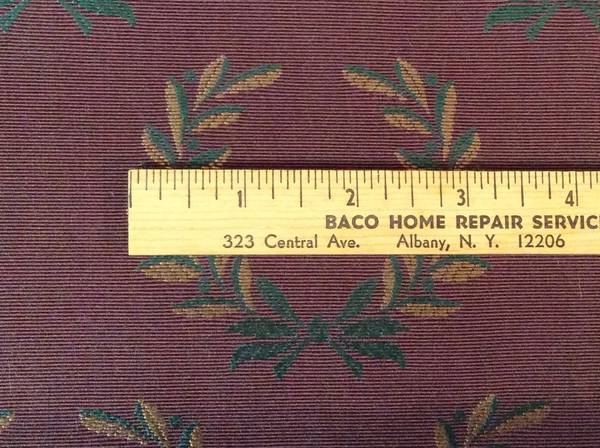 1 2 3 4
BACO HOME REPAIR SERVIC
323 Central Ave. Albany, N. Y. 12206